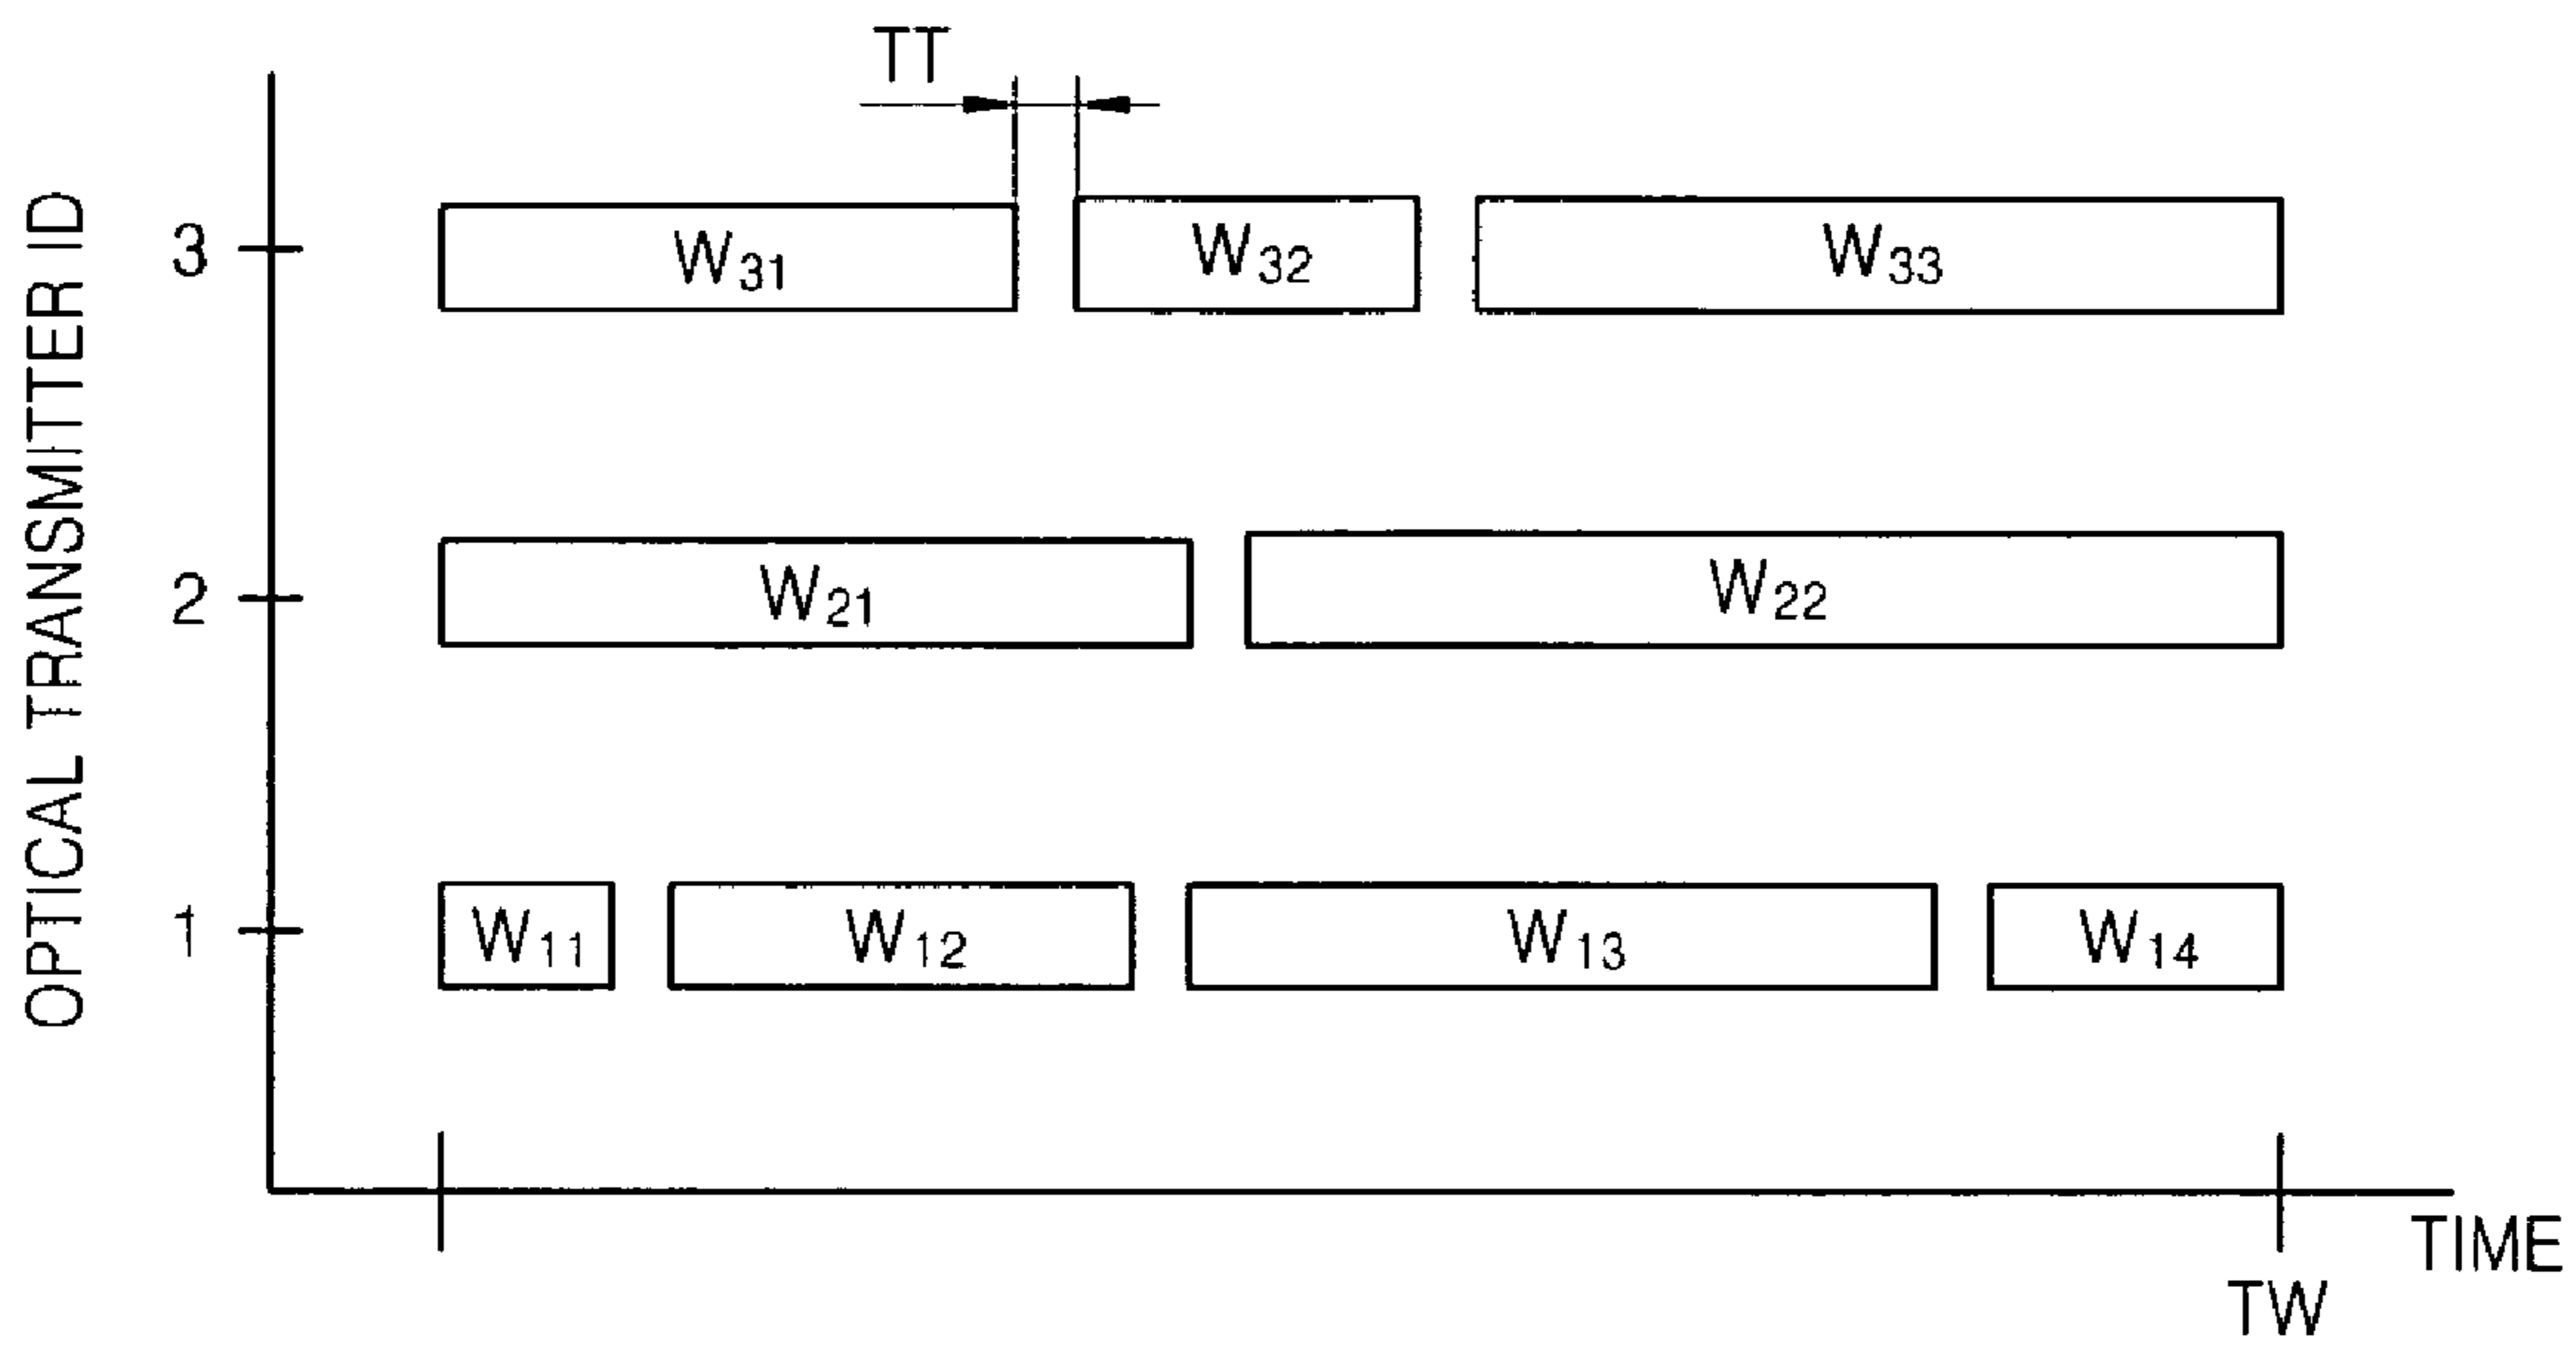 TT
OPTICAL TRANSMITTER ID
3
W31
W32
W33
2
W21
W22
1
W11
W12
W13
W14
TIME
TW